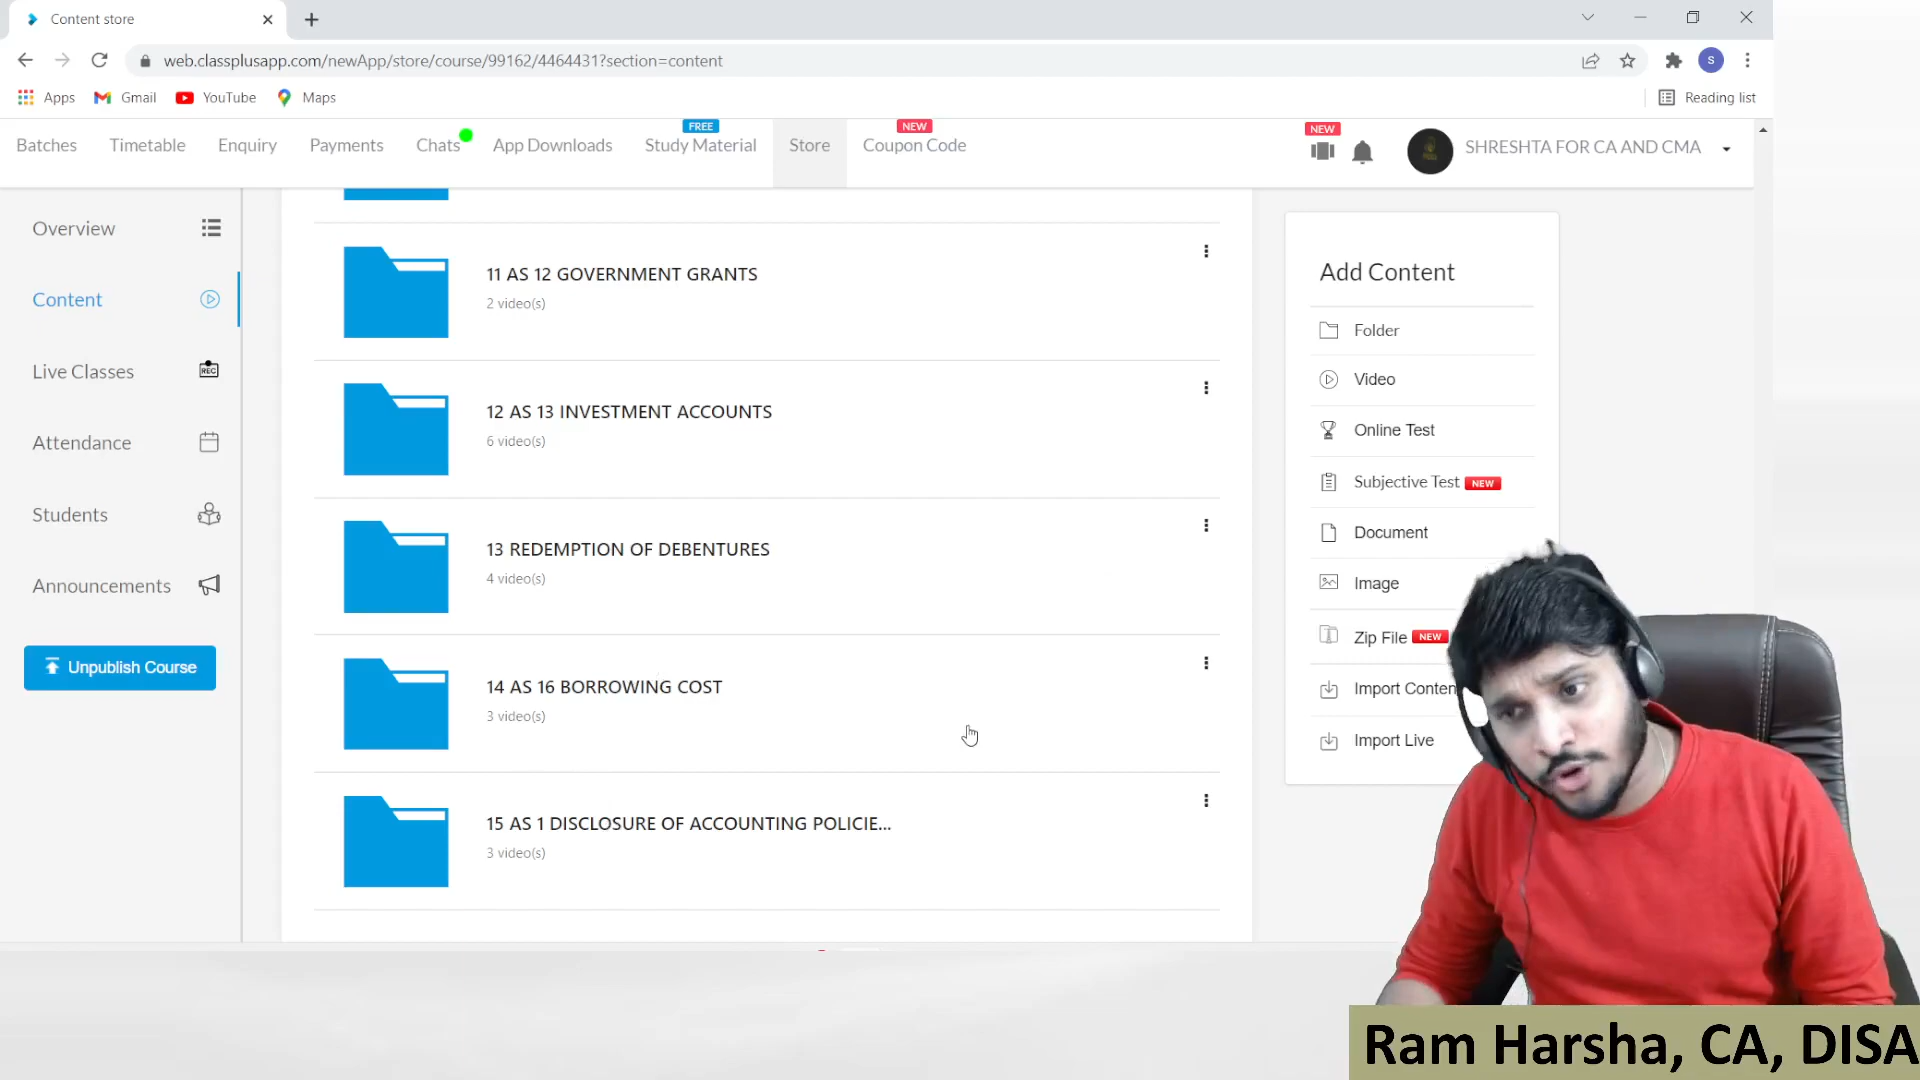 Content store
web.classplusapp.com/newApp/store/course/99162/4464431?section=content
S
Apps
Gmail
YouTube
Maps
Reading list
Batches
Timetable
Enquiry
Payments
Chats
App Downloads
FREE
Study Material
Store
NEW
Coupon Code
NEW
SHRESHTA FOR CA AND CMA
Overview
Content
Live Classes
REC
Attendance
Students
Announcements
Unpublish Course
11 AS 12 GOVERNMENT GRANTS
2 video(s)
12 AS 13 INVESTMENT ACCOUNTS
6 video(s)
13 REDEMPTION OF DEBENTURES
4 video(s)
14 AS 16 BORROWING COST
3 video(s)
15 AS 1 DISCLOSURE OF ACCOUNTING POLICIE...
3 video(s)
Add Content
Folder
Video
Online Test
Subjective Test NEW
Document
Image
Zip File NEW
Import Conten
Import Live
Ram Harsha, CA, DISA